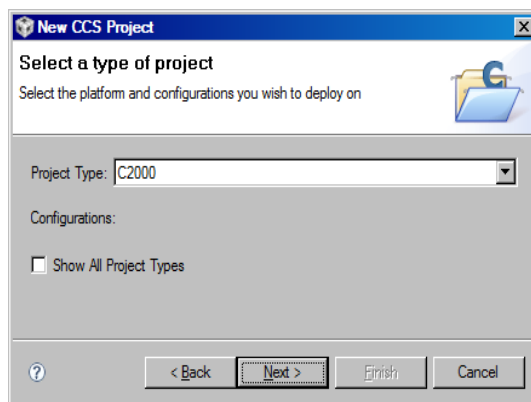 New CCS Project
Select a type of project
Select the platform and configurations you wish to deploy on
Project Type: C2000
Configurations:
Show All Project Types
< Back Next > Finish Cancel